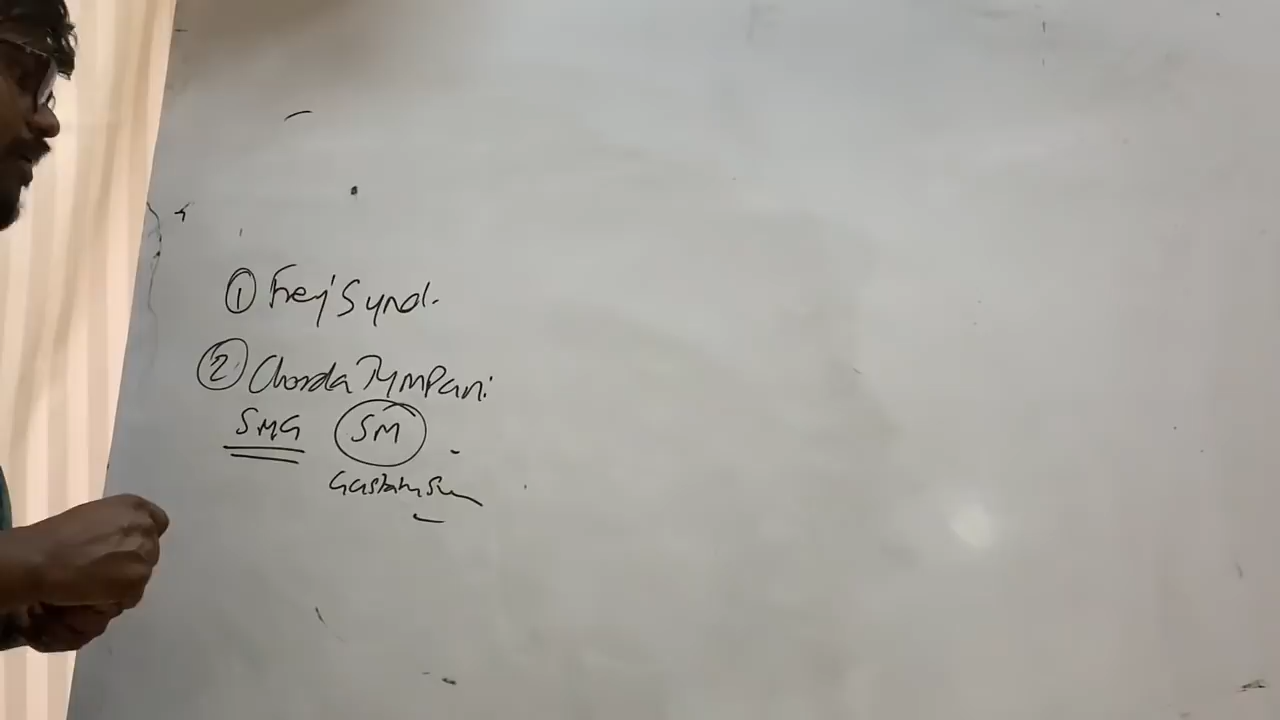 ① Frey's Synd.
② Chorda Tympani
SMG SM
Gustatory Sw